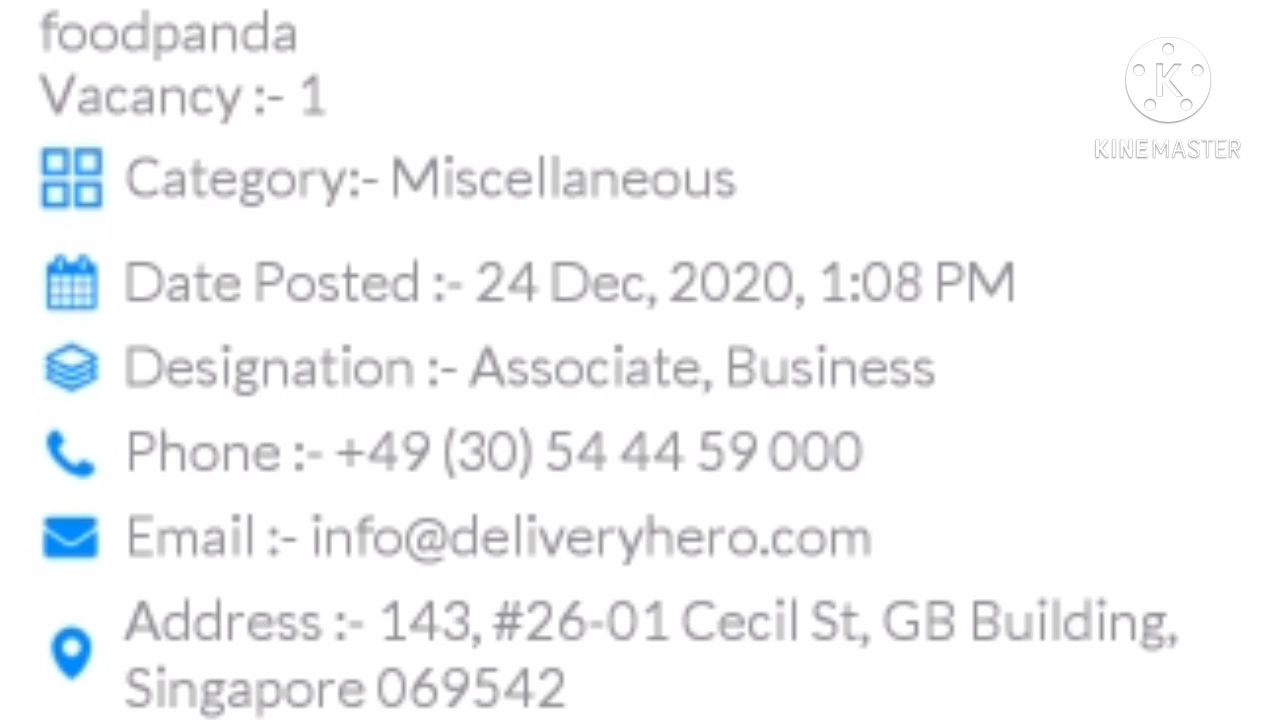 foodpanda
Vacancy :- 1
Category:- Miscellaneous
Date Posted :- 24 Dec, 2020, 1:08 PM
Designation :- Associate, Business
Phone :- +49 (30) 54 44 59 000
Email :- info@deliveryhero.com
Address :- 143, #26-01 Cecil St, GB Building,
Singapore 069542
K
KINEMASTER